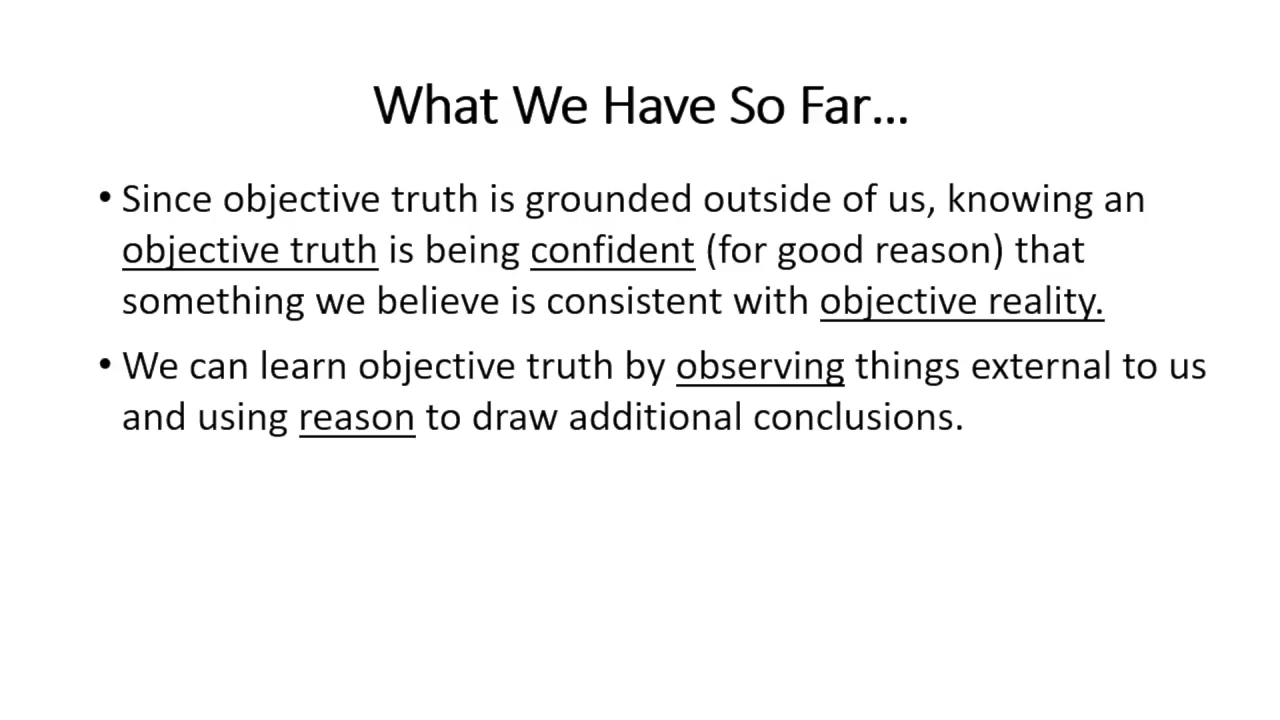 What We Have So Far...
• Since objective truth is grounded outside of us, knowing an
objective truth is being confident (for good reason) that
something we believe is consistent with objective reality.
• We can learn objective truth by observing things external to us
and using reason to draw additional conclusions.